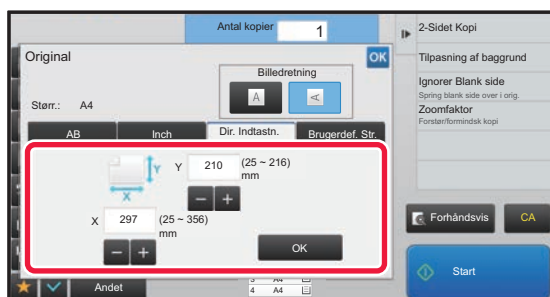 Antal kopier 1
2-Sidet Kopi
Original
OK
Tilpasning af baggrund
Billedretning
Ignorer Blank side
Spring blank side over i orig.
A A
Størr.: A4
Zoomfaktor
Forstør/formindsk kopi
AB Inch Dir. Indtastn. Brugerdef. Str.
Y
X
Y 210 (25 ~ 216)
mm
X 297 (25 ~ 356)
mm
OK
Forhåndsvis
CA
Andet
A4
4 A4
Start